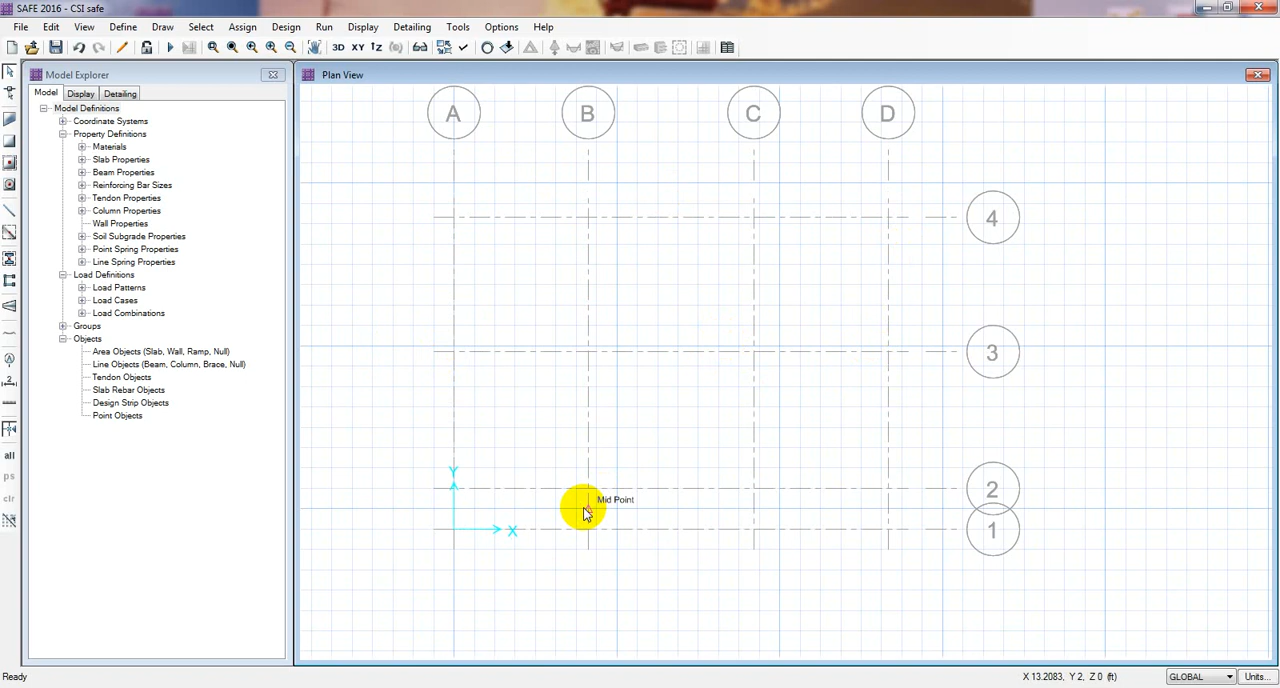 SAFE 2016 - CSI safe
File Edit View Define Draw Select Assign Design Run Display Detailing Tools Options Help
3D XY
Model Explorer
Model Display Detailing
Model Definitions
Coordinate Systems
Property Definitions
Materials
Slab Properties
Beam Properties
Reinforcing Bar Sizes
Tendon Properties
Column Properties
Wall Properties
Soil Subgrade Properties
Point Spring Properties
Line Spring Properties
Load Definitions
Load Patterns
Load Cases
Load Combinations
Groups
Objects
Area Objects (Slab, Wall, Ramp, Null)
Line Objects (Beam, Column, Brace, Null)
Tendon Objects
Slab Rebar Objects
Design Strip Objects
Point Objects
all
ps
clr
Plan View
A B C D
4
3
2
1
Y
X
Mid Point
Ready
X 13.2083, Y 2, Z 0 (ft)
GLOBAL
Units...